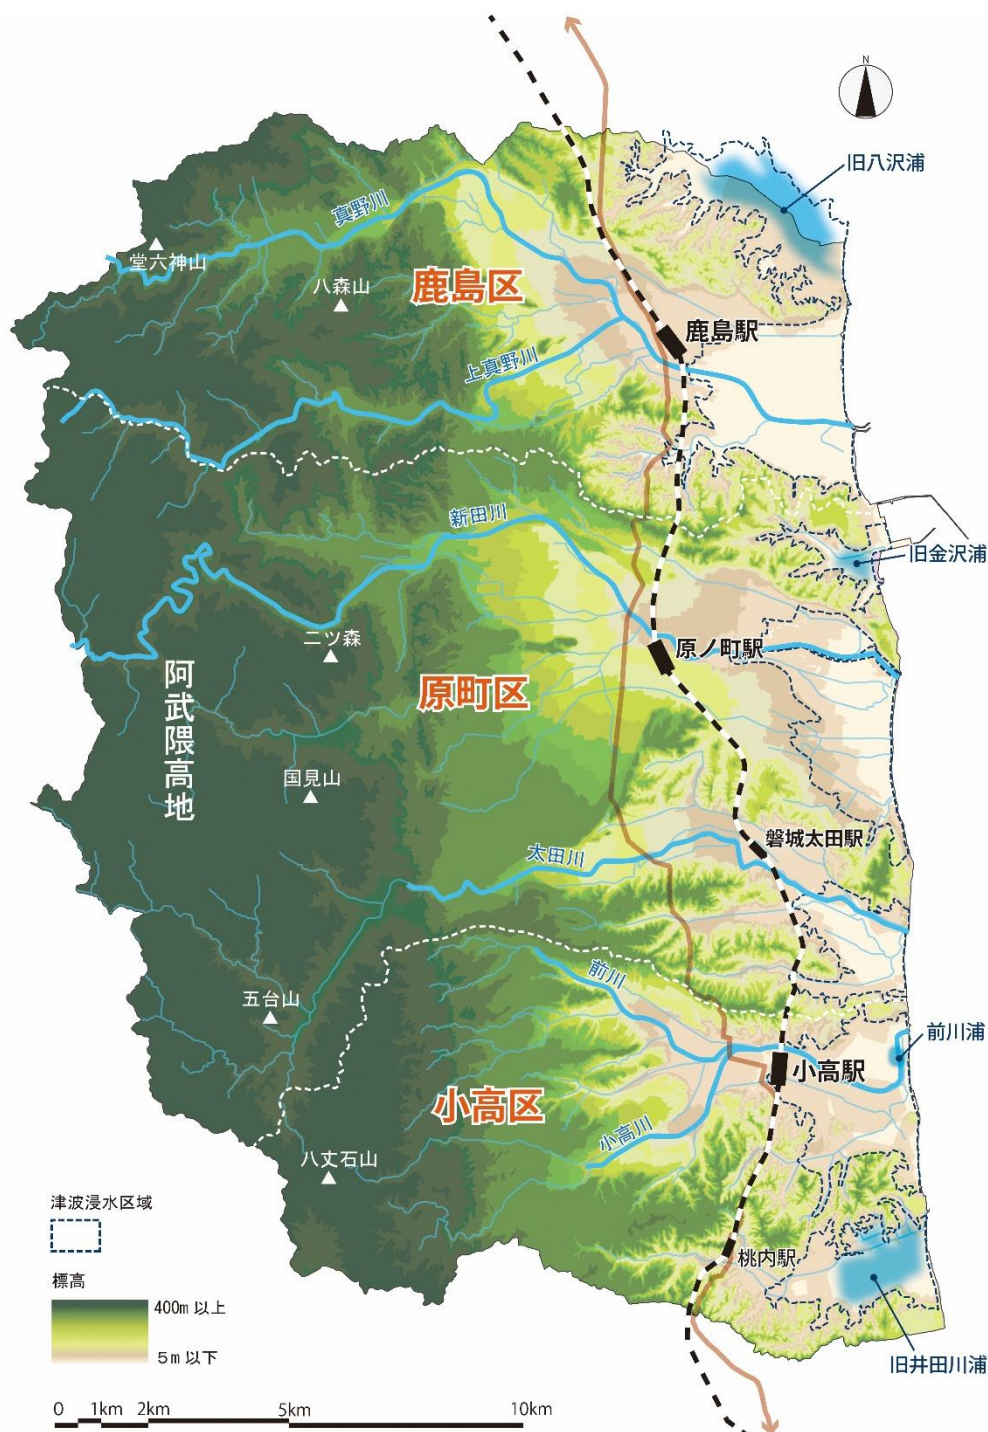 N
旧八沢浦
真野川
堂六神山
八森山
鹿島区
鹿島駅
上真野川
新田川
旧金沢浦
二ツ森
原ノ町駅
阿武隈高地
原町区
国見山
磐城太田駅
太田川
前川
五台山
前川浦
小高駅
小高区
小高川
八丈石山
津波浸水区域
桃内駅
標高
400m 以上
5m 以下
旧井田川浦
0 1km 2km 5km 10km